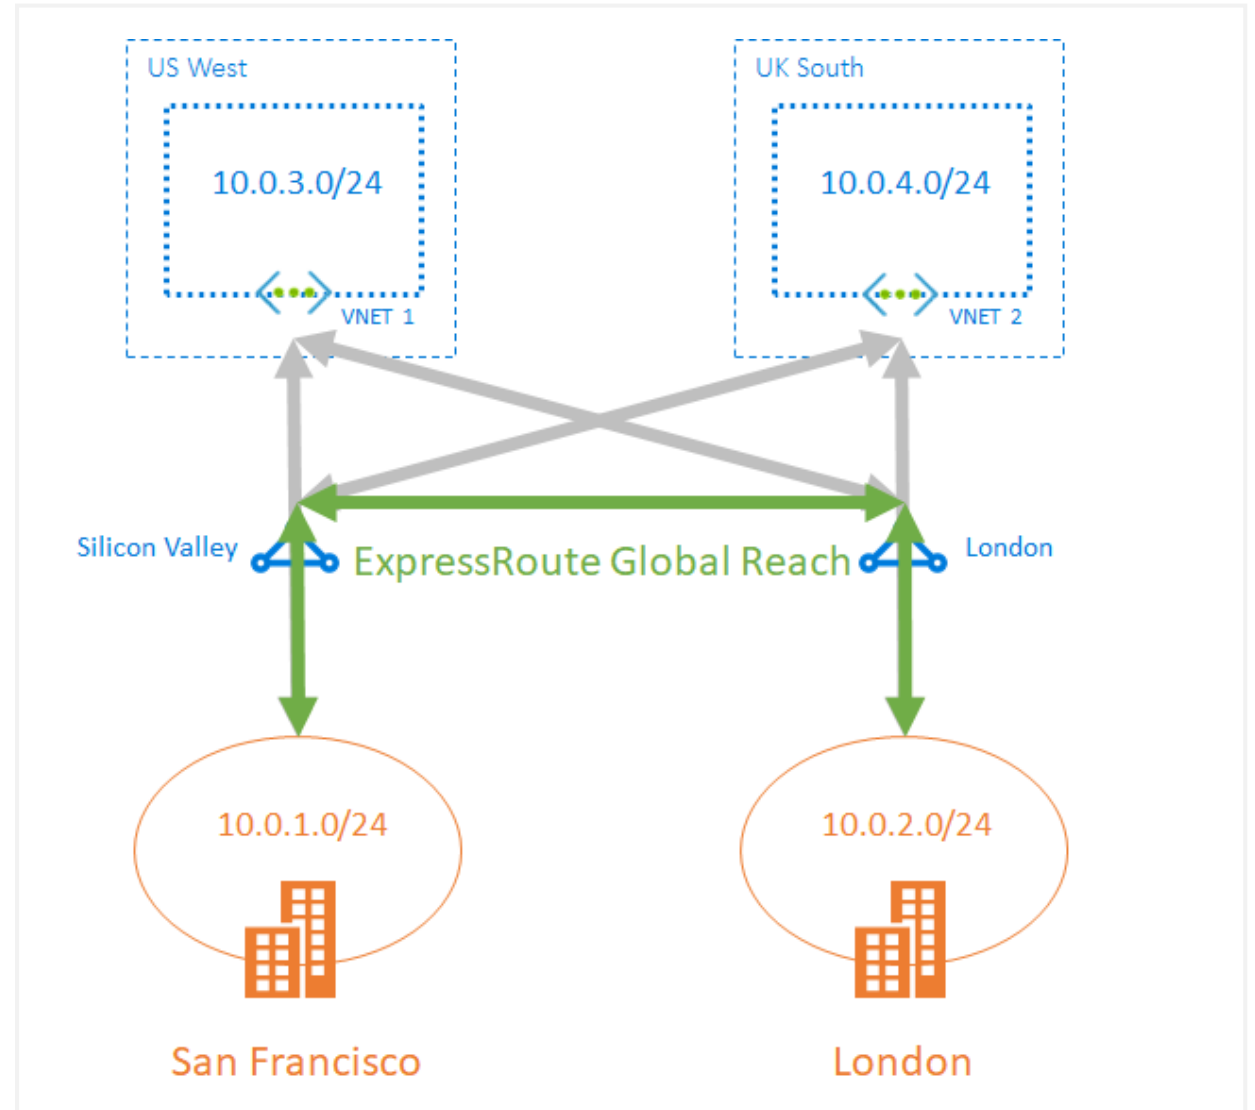 US West
UK South
10.0.3.0/24
10.0.4.0/24
VNET 1
VNET 2
Silicon Valley
ExpressRoute Global Reach
London
10.0.1.0/24
10.0.2.0/24
San Francisco
London